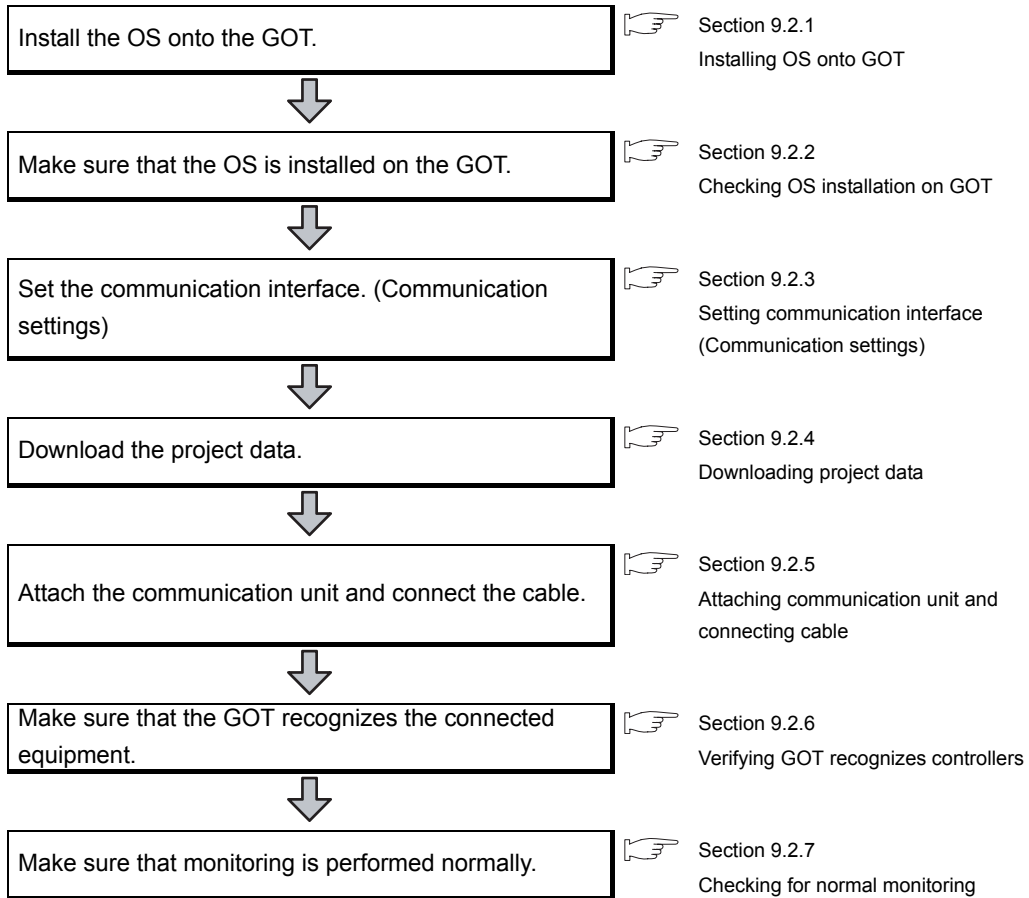 Install the OS onto the GOT.
Section 9.2.1
Installing OS onto GOT
Make sure that the OS is installed on the GOT.
Section 9.2.2
Checking OS installation on GOT
Set the communication interface. (Communication
settings)
Section 9.2.3
Setting communication interface
(Communication settings)
Download the project data.
Section 9.2.4
Downloading project data
Attach the communication unit and connect the cable.
Section 9.2.5
Attaching communication unit and
connecting cable
Make sure that the GOT recognizes the connected
equipment.
Section 9.2.6
Verifying GOT recognizes controllers
Make sure that monitoring is performed normally.
Section 9.2.7
Checking for normal monitoring